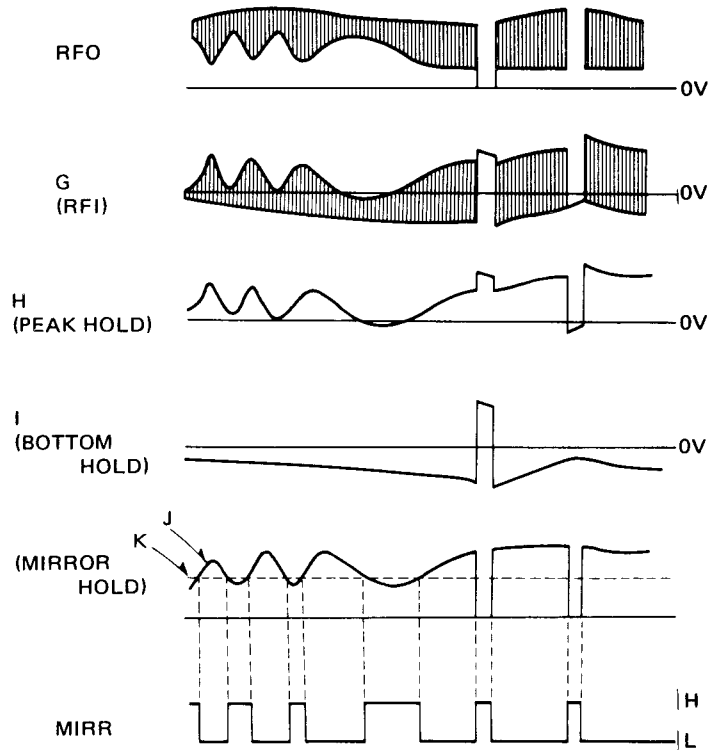 RFO
0V
G
(RFI)
0V
H
(PEAK HOLD)
0V
I
(BOTTOM
HOLD)
0V
J
K
(MIRROR
HOLD)
H
MIRR
L